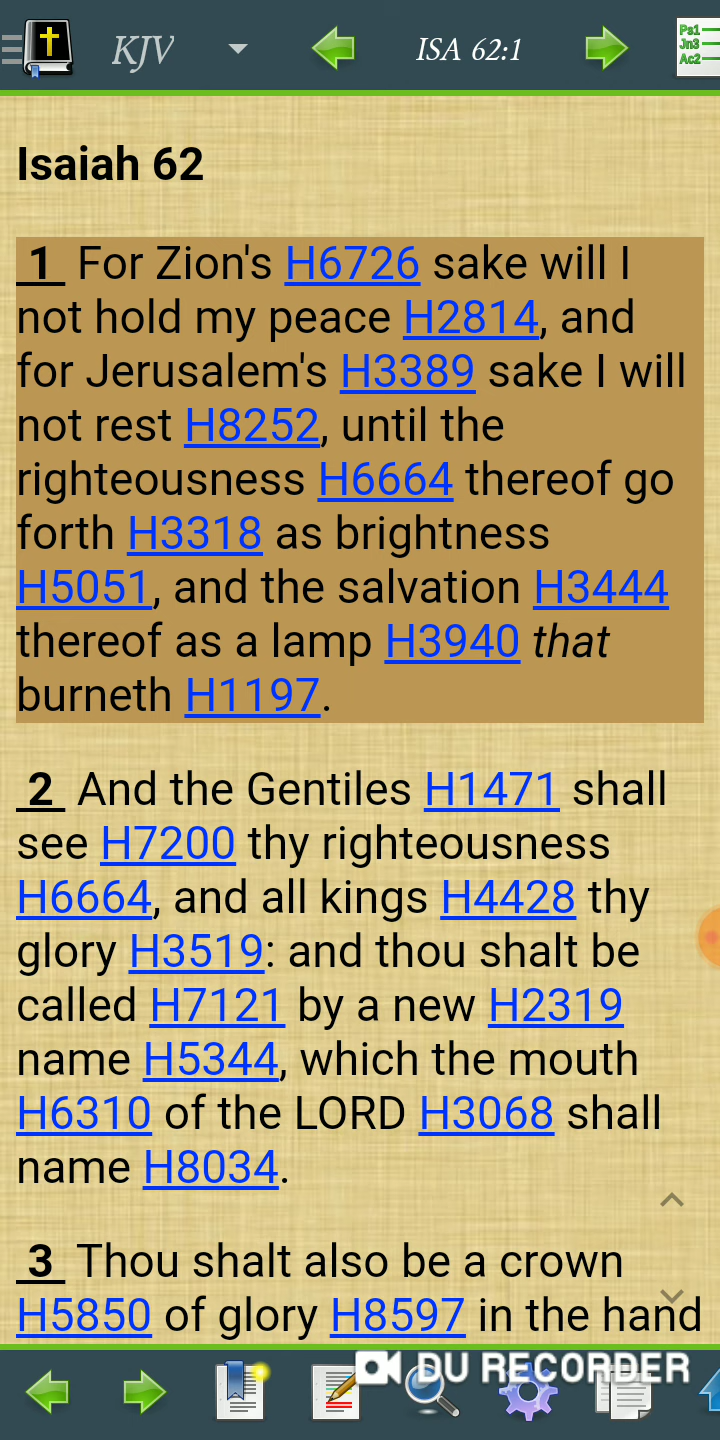 KJV ISA 62:1 Ps1
Jn3
Ac2
Isaiah 62
1 For Zion's H6726 sake will I
not hold my peace H2814, and
for Jerusalem's H3389 sake I will
not rest H8252, until the
righteousness H6664 thereof go
forth H3318 as brightness
H5051, and the salvation H3444
thereof as a lamp H3940 that
burneth H1197.
2 And the Gentiles H1471 shall
see H7200 thy righteousness
H6664, and all kings H4428 thy
glory H3519: and thou shalt be
called H7121 by a new H2319
name H5344, which the mouth
H6310 of the LORD H3068 shall
name H8034.
3 Thou shalt also be a crown
H5850 of glory H8597 in the hand
DU RECORDER